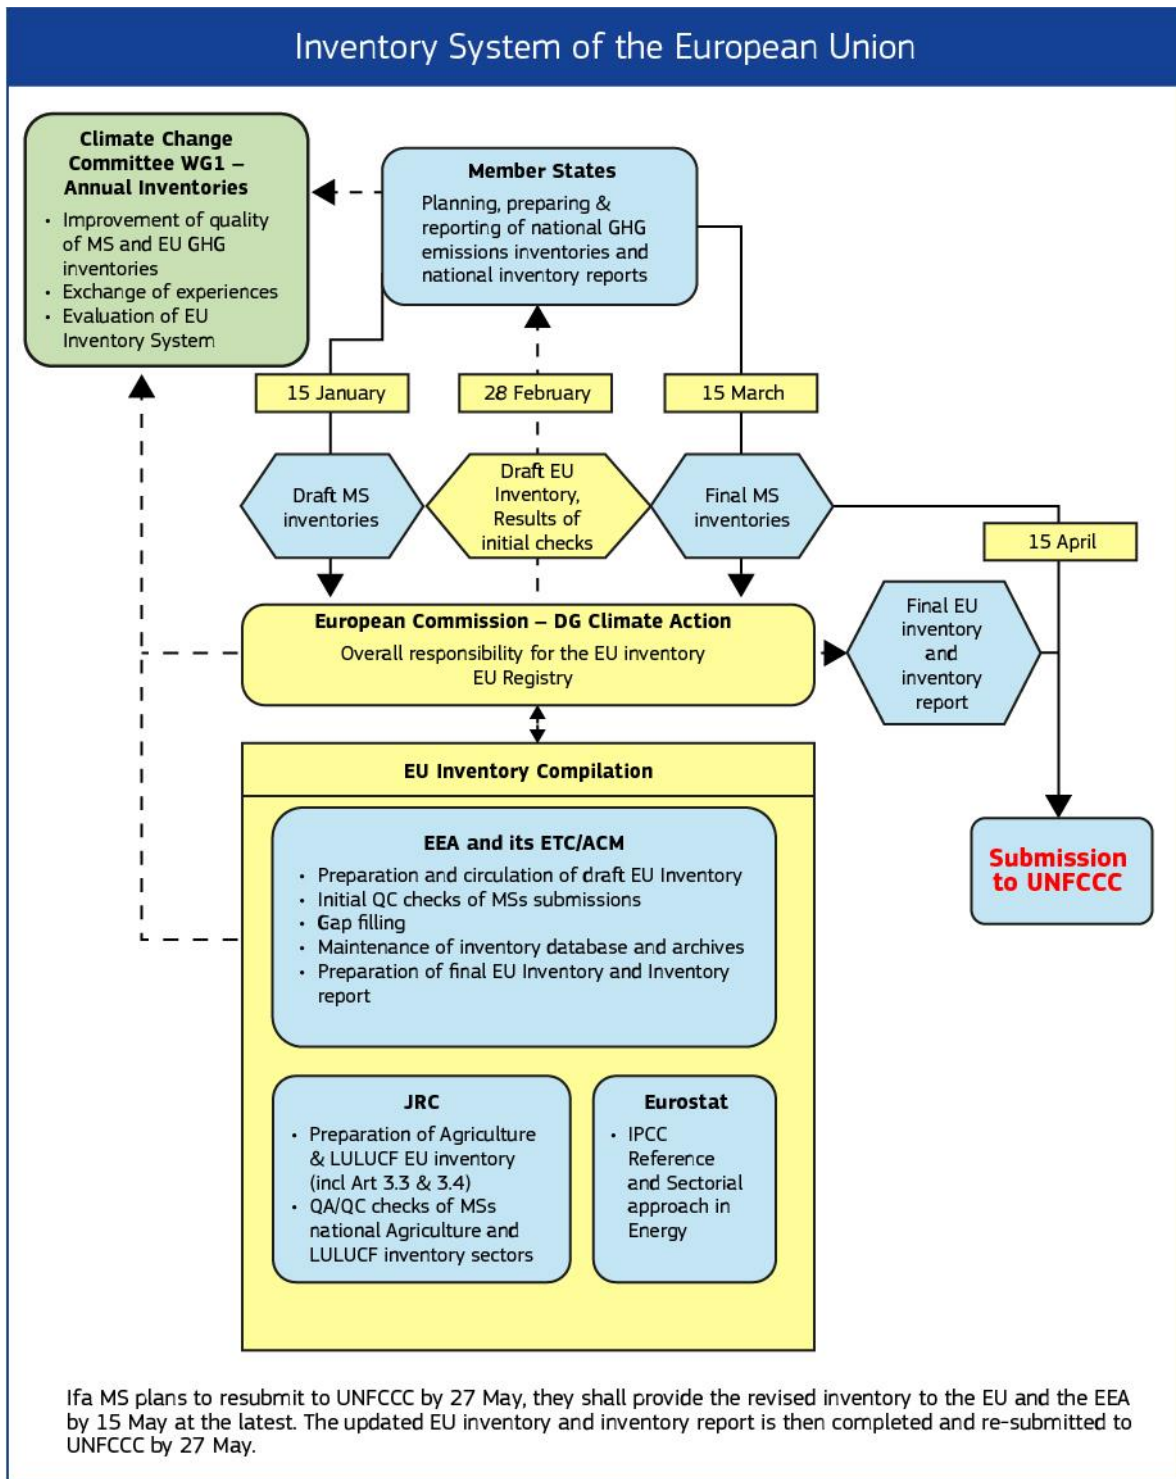 Inventory System of the European Union
Climate Change
Committee WG1 –
Annual Inventories
• Improvement of quality
of MS and EU GHG
inventories
• Exchange of experiences
• Evaluation of EU
Inventory System
Member States
Planning, preparing &
reporting of national GHG
emissions inventories and
national inventory reports
15 January
28 February
15 March
Draft MS
inventories
Draft EU
Inventory,
Results of
initial checks
Final MS
inventories
15 April
European Commission – DG Climate Action
Overall responsibility for the EU inventory
EU Registry
Final EU
inventory
and
inventory
report
EU Inventory Compilation
EEA and its ETC/ACM
• Preparation and circulation of draft EU Inventory
• Initial QC checks of MSs submissions
• Gap filling
• Maintenance of inventory database and archives
• Preparation of final EU Inventory and Inventory
report
Submission
to UNFCCC
JRC
• Preparation of Agriculture
& LULUCF EU inventory
(incl Art 3.3 & 3.4)
• QA/QC checks of MSs
national Agriculture and
LULUCF inventory sectors
Eurostat
• IPCC
Reference
and Sectorial
approach in
Energy
Ifa MS plans to resubmit to UNFCCC by 27 May, they shall provide the revised inventory to the EU and the EEA
by 15 May at the latest. The updated EU inventory and inventory report is then completed and re-submitted to
UNFCCC by 27 May.